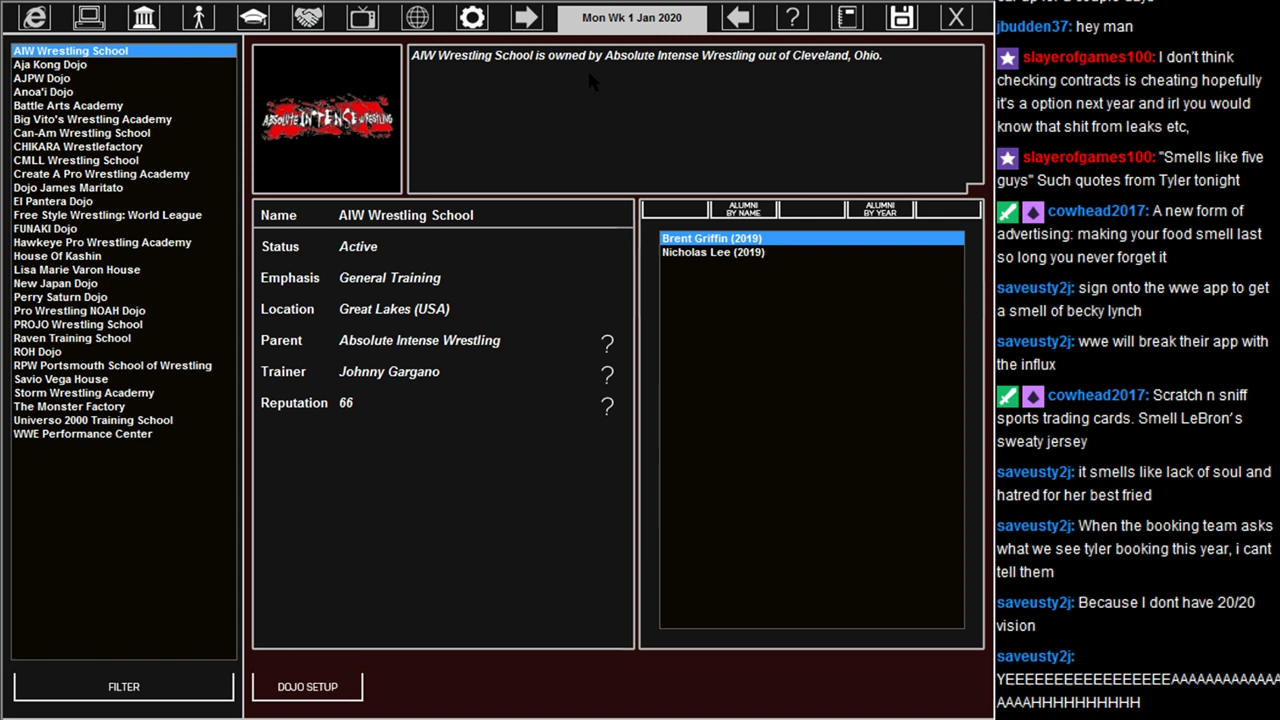 Mon Wk 1 Jan 2020
AIW Wrestling School
Aja Kong Dojo
AJPW Dojo
Anoa'i Dojo
Battle Arts Academy
Big Vito's Wrestling Academy
Can-Am Wrestling School
CHIKARA Wrestlefactory
CMLL Wrestling School
Create A Pro Wrestling Academy
Dojo James Maritato
El Pantera Dojo
Free Style Wrestling: World League
FUNAKI Dojo
Hawkeye Pro Wrestling Academy
House Of Kashin
Lisa Marie Varon House
New Japan Dojo
Perry Saturn Dojo
Pro Wrestling NOAH Dojo
PROJO Wrestling School
Raven Training School
ROH Dojo
RPW Portsmouth School of Wrestling
Savio Vega House
Storm Wrestling Academy
The Monster Factory
Universo 2000 Training School
WWE Performance Center
FILTER
ABSOLUTE INTENSE WRESTLING
AIW Wrestling School is owned by Absolute Intense Wrestling out of Cleveland, Ohio.
Name AIW Wrestling School
Status Active
Emphasis General Training
Location Great Lakes (USA)
Parent Absolute Intense Wrestling ?
Trainer Johnny Gargano ?
Reputation 66 ?
DOJO SETUP
ALUMNI
BY NAME
ALUMNI
BY YEAR
Brent Griffin (2019)
Nicholas Lee (2019)
jbudden37: hey man
slayerofgames100: I don't think
checking contracts is cheating hopefully
it's a option next year and irl you would
know that shit from leaks etc,
slayerofgames100: "Smells like five
guys" Such quotes from Tyler tonight
cowhead2017: A new form of
advertising: making your food smell last
so long you never forget it
saveusty2j: sign onto the wwe app to get
a smell of becky lynch
saveusty2j: wwe will break their app with
the influx
cowhead2017: Scratch n sniff
sports trading cards. Smell LeBron's
sweaty jersey
saveusty2j: it smells like lack of soul and
hatred for her best fried
saveusty2j: When the booking team asks
what we see tyler booking this year, i cant
tell them
saveusty2j: Because I dont have 20/20
vision
saveusty2j:
YEEEEEEEEEEEEEEEEEAAAAAAAAAAAAA
AAAAHHHHHHHHHHH